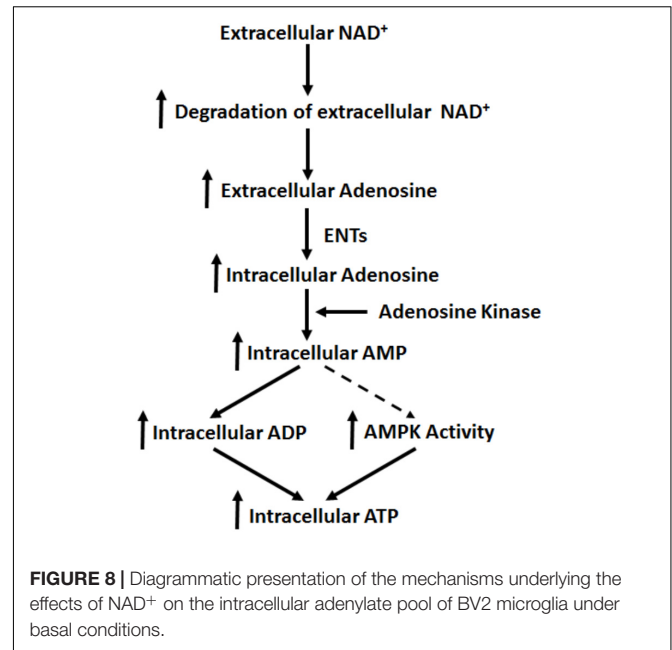 Extracellular NAD⁺
Degradation of extracellular NAD⁺
Extracellular Adenosine
ENTs
Intracellular Adenosine
Adenosine Kinase
Intracellular AMP
Intracellular ADP
AMPK Activity
Intracellular ATP
FIGURE 8 | Diagrammatic presentation of the mechanisms underlying the
effects of NAD⁺ on the intracellular adenylate pool of BV2 microglia under
basal conditions.